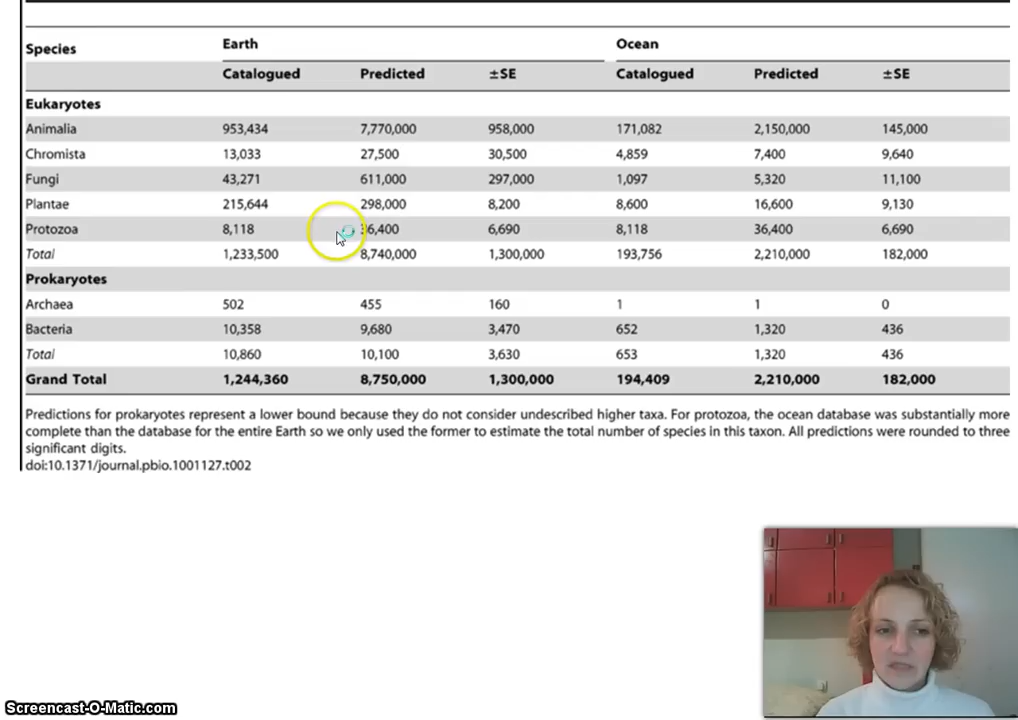 Species Earth Ocean
Catalogued Predicted ±SE Catalogued Predicted ±SE
Eukaryotes
Animalia 953,434 7,770,000 958,000 171,082 2,150,000 145,000
Chromista 13,033 27,500 30,500 4,859 7,400 9,640
Fungi 43,271 611,000 297,000 1,097 5,320 11,100
Plantae 215,644 298,000 8,200 8,600 16,600 9,130
Protozoa 8,118 36,400 6,690 8,118 36,400 6,690
Total 1,233,500 8,740,000 1,300,000 193,756 2,210,000 182,000
Prokaryotes
Archaea 502 455 160 1 1 0
Bacteria 10,358 9,680 3,470 652 1,320 436
Total 10,860 10,100 3,630 653 1,320 436
Grand Total 1,244,360 8,750,000 1,300,000 194,409 2,210,000 182,000
Predictions for prokaryotes represent a lower bound because they do not consider undescribed higher taxa. For protozoa, the ocean database was substantially more
complete than the database for the entire Earth so we only used the former to estimate the total number of species in this taxon. All predictions were rounded to three
significant digits.
doi:10.1371/journal.pbio.1001127.t002
Screencast-O-Matic.com